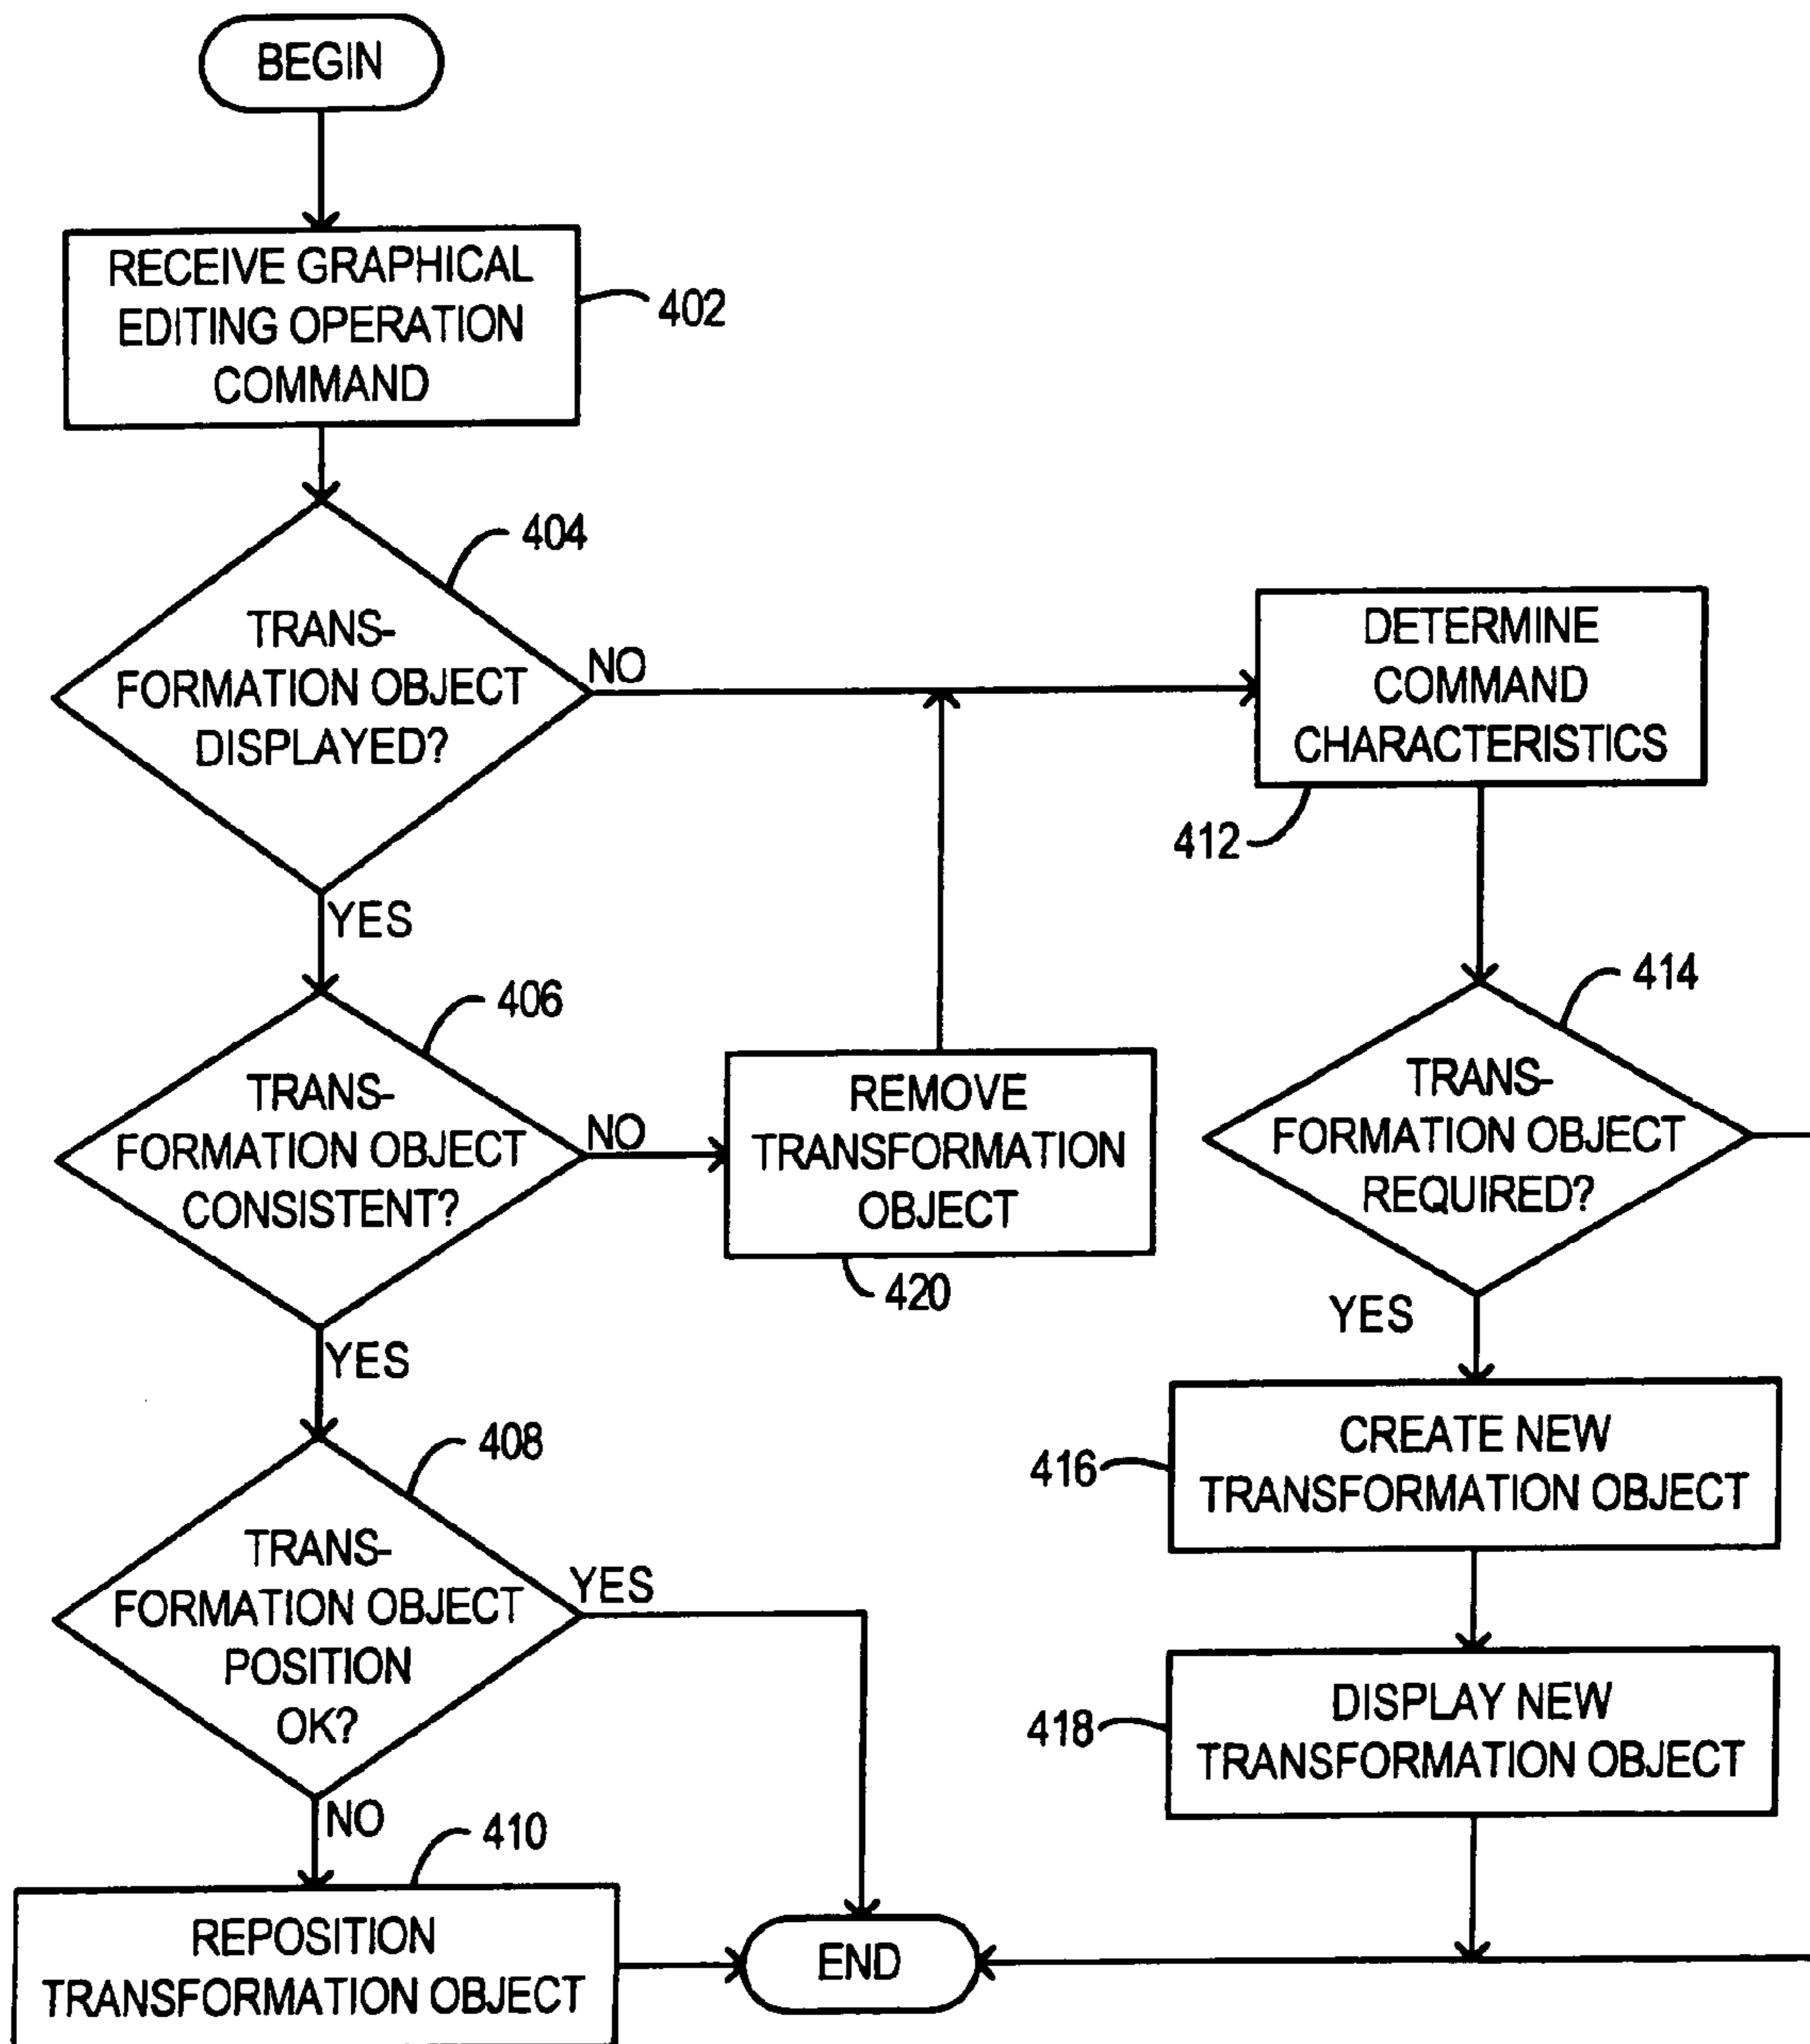 BEGIN
RECEIVE GRAPHICAL
EDITING OPERATION
COMMAND
402
404
TRANS-
FORMATION OBJECT
DISPLAYED?
NO
YES
406
TRANS-
FORMATION OBJECT
CONSISTENT?
NO
YES
REMOVE
TRANSFORMATION
OBJECT
420
408
TRANS-
FORMATION OBJECT
POSITION
OK?
YES
NO
410
REPOSITION
TRANSFORMATION OBJECT
DETERMINE
COMMAND
CHARACTERISTICS
412
414
TRANS-
FORMATION OBJECT
REQUIRED?
YES
CREATE NEW
TRANSFORMATION OBJECT
416
DISPLAY NEW
TRANSFORMATION OBJECT
418
END